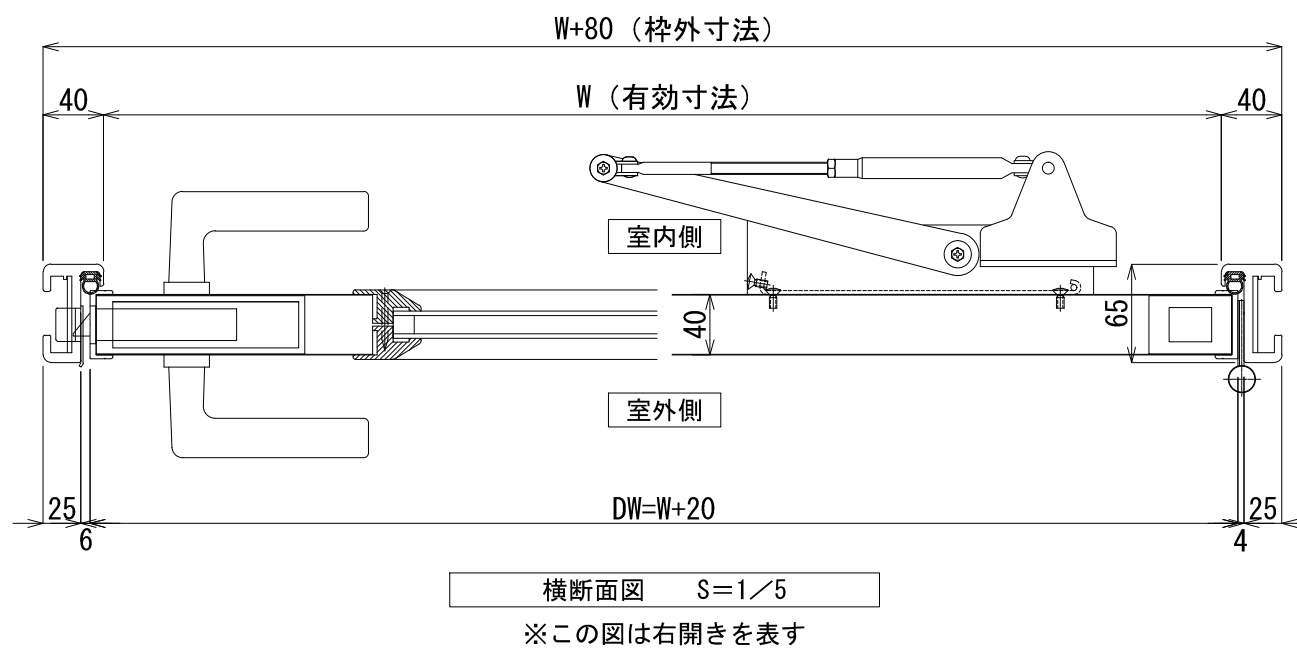 W+80（枠外寸法）
40 W（有効寸法） 40
室内側
40
65
室外側
25 DW=W+20 25
6 4
横断面図 S=1／5
※この図は右開きを表す